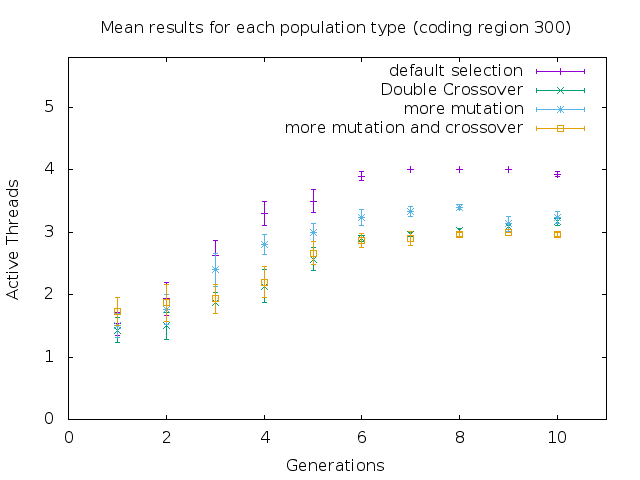 Mean results for each population type (coding region 300)
default selection
Double Crossover
more mutation
more mutation and crossover
5
4
3
2
1
0
Active Threads
0 2 4 6 8 10
Generations